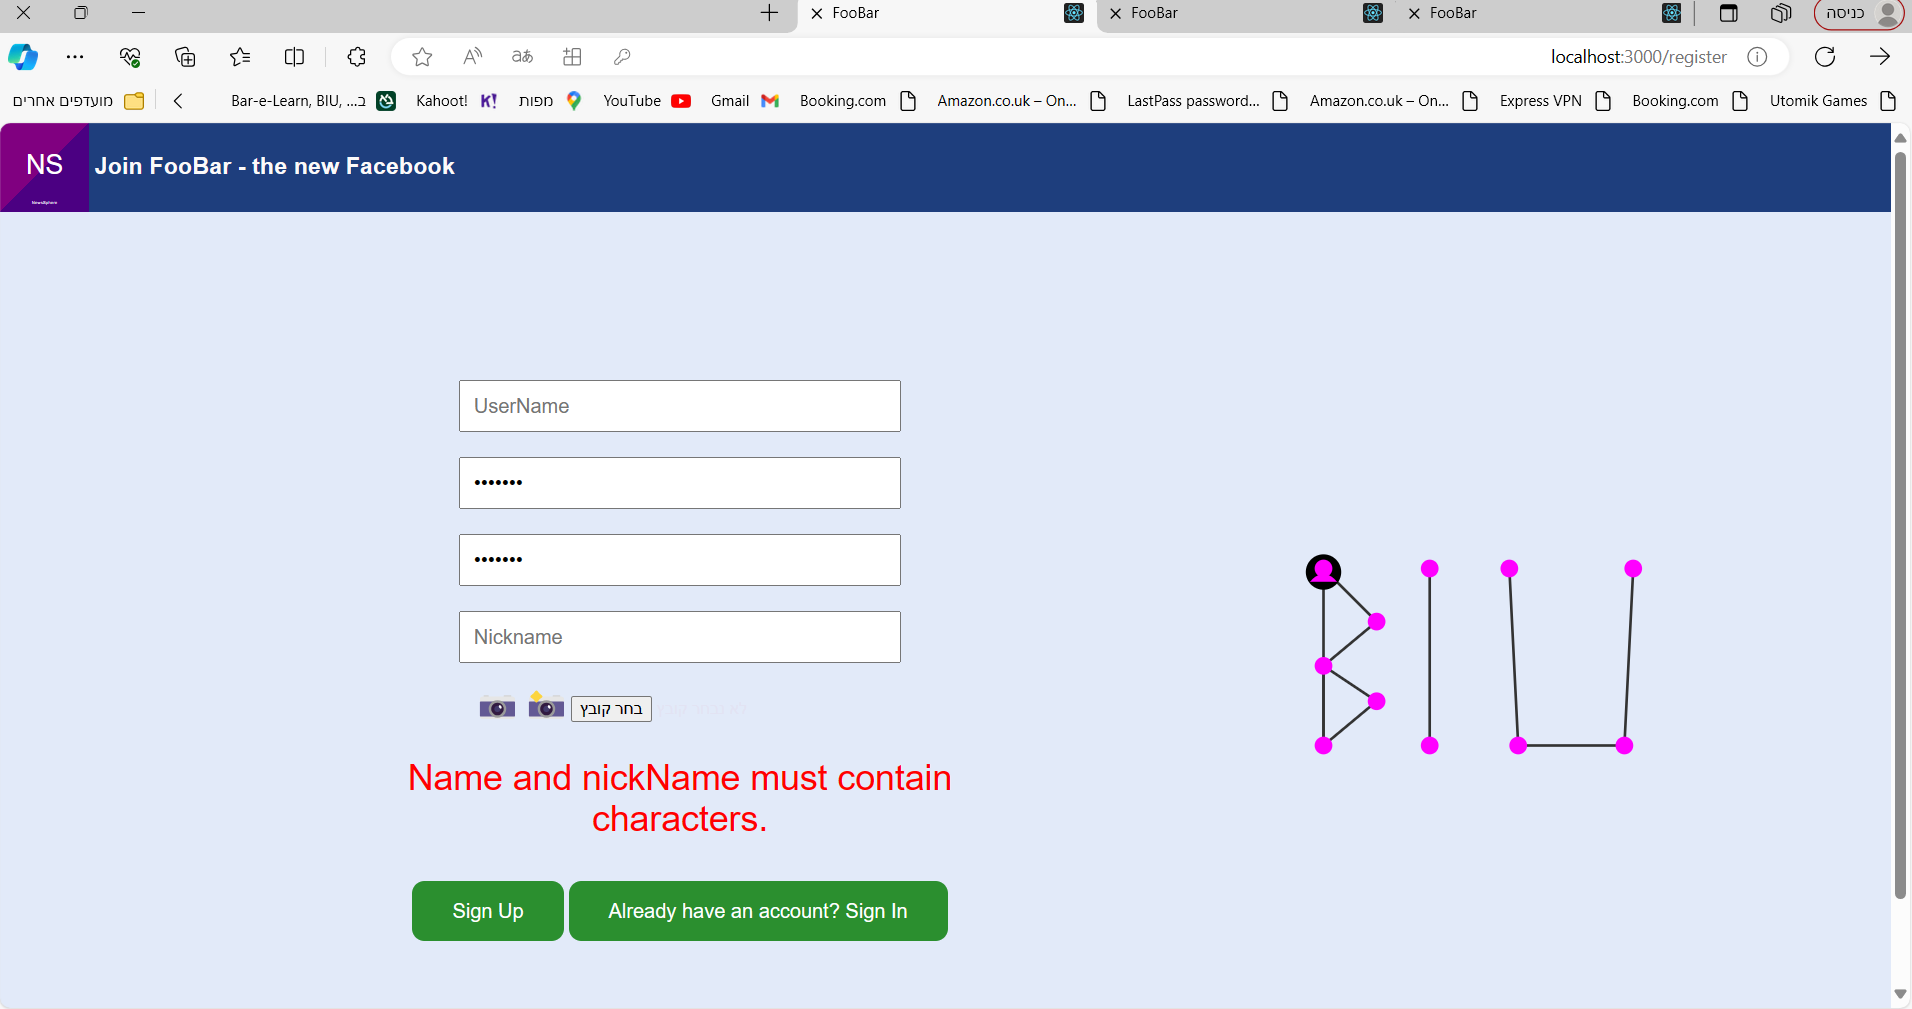 FooBar
FooBar
FooBar
כניסה
localhost:3000/register
מועדפים אחרים
Bar-e-Learn, BIU, ...ב
Kahoot!
מפות
YouTube
Gmail
Booking.com
Amazon.co.uk – On...
LastPass password...
Amazon.co.uk – On...
Express VPN
Booking.com
Utomik Games
NS
NewsSphere
Join FooBar - the new Facebook
UserName
•••••••
•••••••
Nickname
בחר קובץ
Name and nickName must contain
characters.
Sign Up
Already have an account? Sign In
BIU